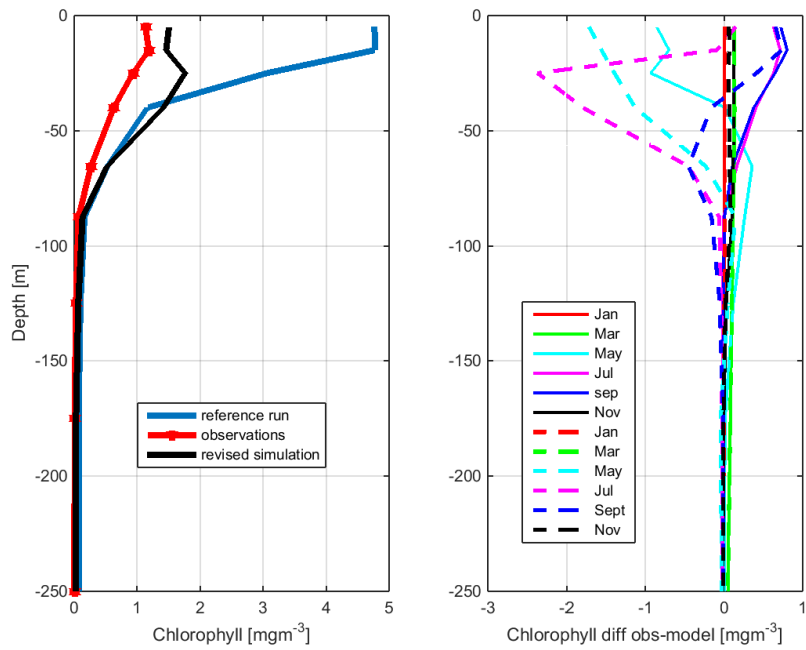 0
-50
-100
-150
-200
-250
Depth [m]
0
1
2
3
4
5
Chlorophyll [mgm-3]
reference run
observations
revised simulation
0
-50
-100
-150
-200
-250
-3
-2
-1
0
1
Chlorophyll diff obs-model [mgm-3]
Jan
Mar
May
Jul
sep
Nov
Jan
Mar
May
Jul
Sept
Nov